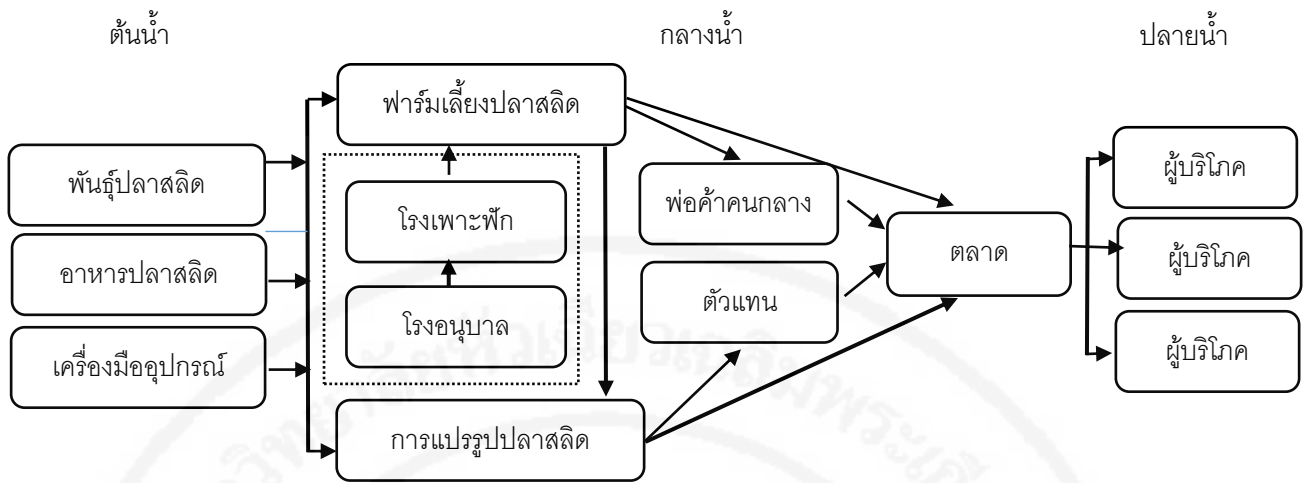 ต้นน้ำ
กลางน้ำ
ปลายน้ำ
ฟาร์มเลี้ยงปลาสลิด
พันธุ์ปลาสลิด
อาหารปลาสลิด
เครื่องมืออุปกรณ์
โรงเพาะฟัก
โรงอนุบาล
การแปรรูปปลาสลิด
พ่อค้าคนกลาง
ตัวแทน
ตลาด
ผู้บริโภค
ผู้บริโภค
ผู้บริโภค